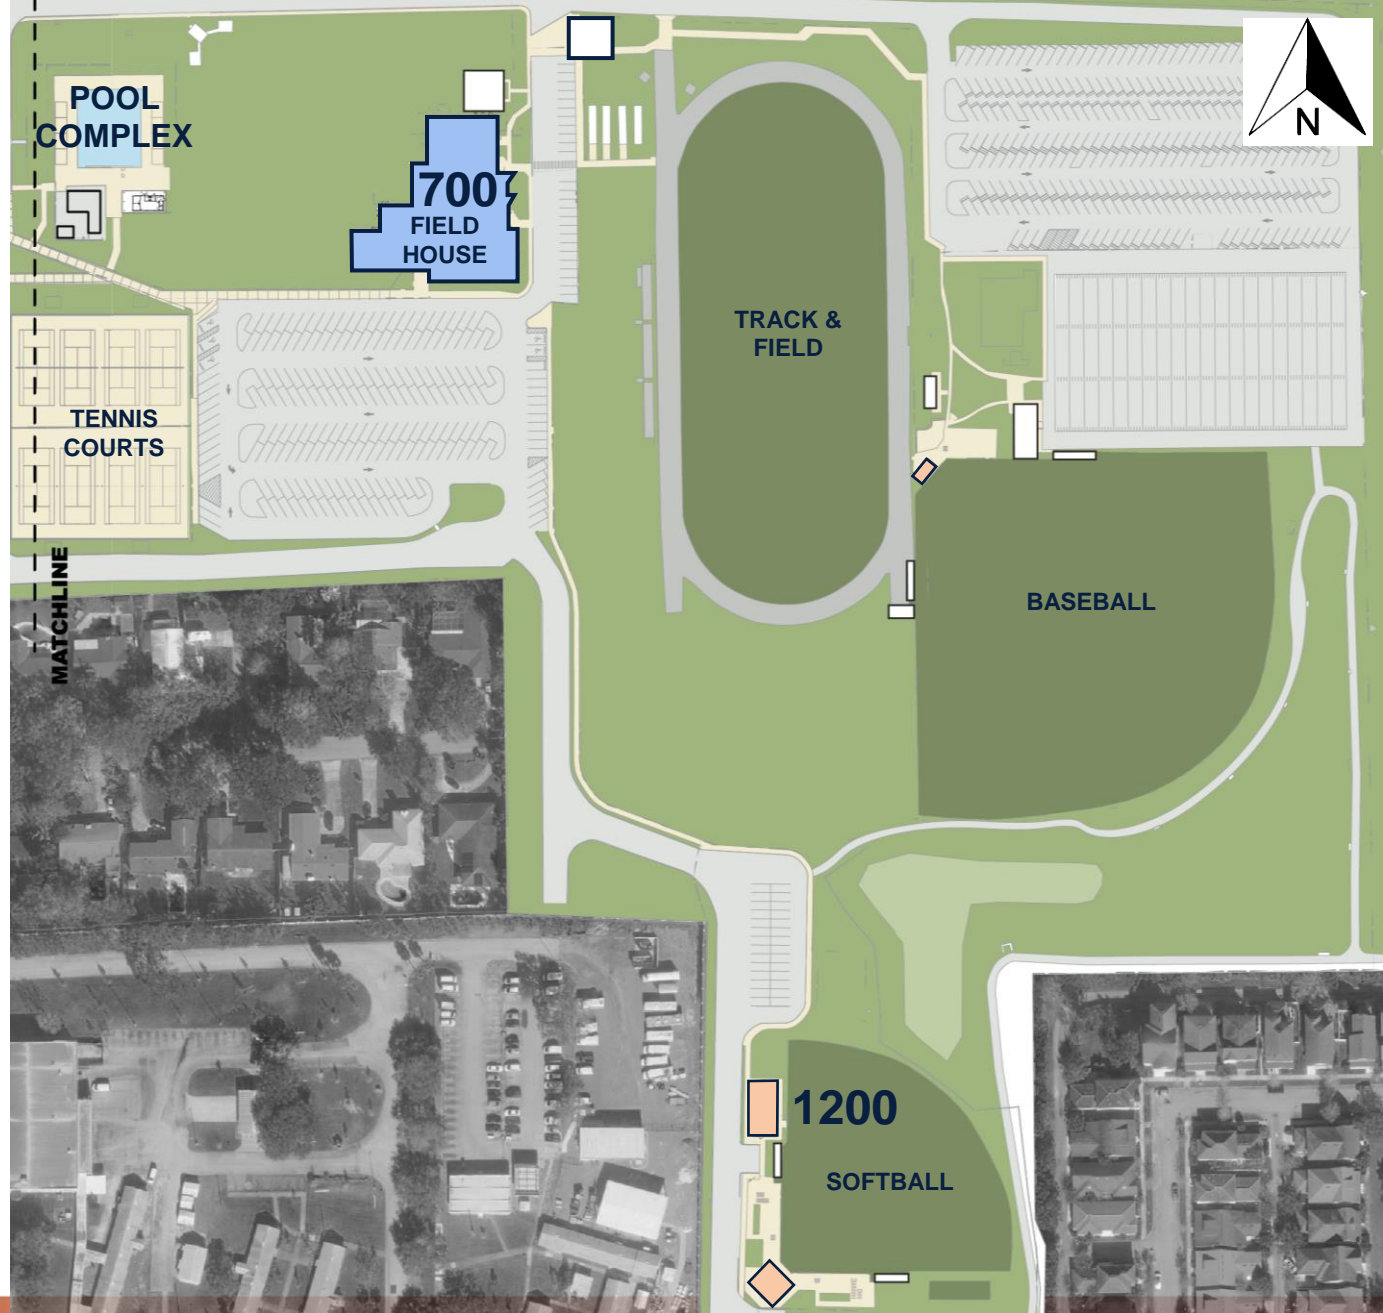 N
POOL
COMPLEX
700
FIELD
HOUSE
TRACK &
FIELD
TENNIS
COURTS
MATCHLINE
BASEBALL
1200
SOFTBALL